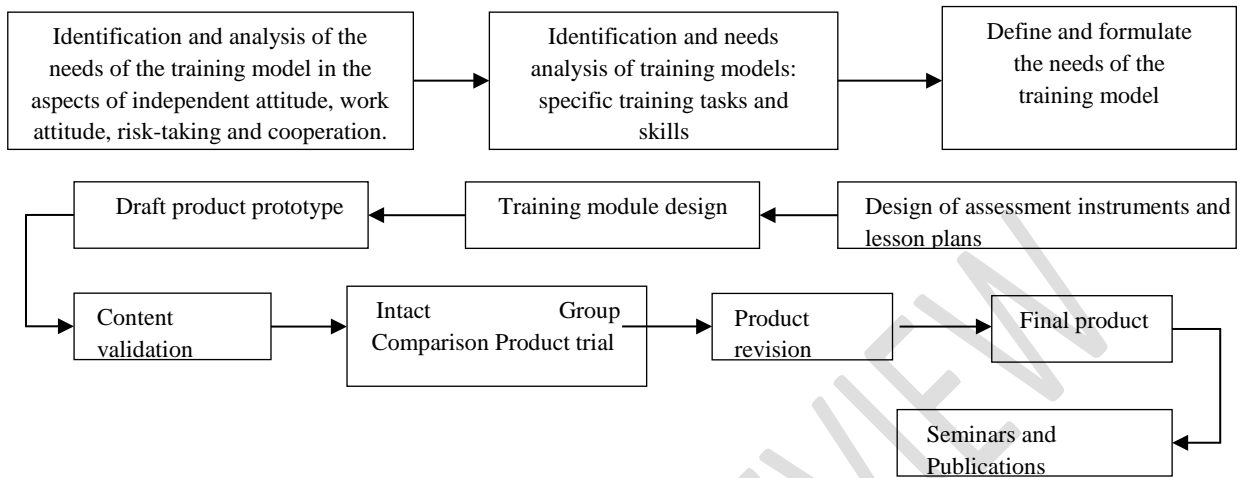 Identification and analysis of the
needs of the training model in the
aspects of independent attitude, work
attitude, risk-taking and cooperation.
Identification and needs
analysis of training models:
specific training tasks and
skills
Define and formulate
the needs of the
training model
Draft product prototype
Training module design
Design of assessment instruments and
lesson plans
Content
validation
Intact Group
Comparison Product trial
Product
revision
Final product
Seminars and
Publications
VIEW